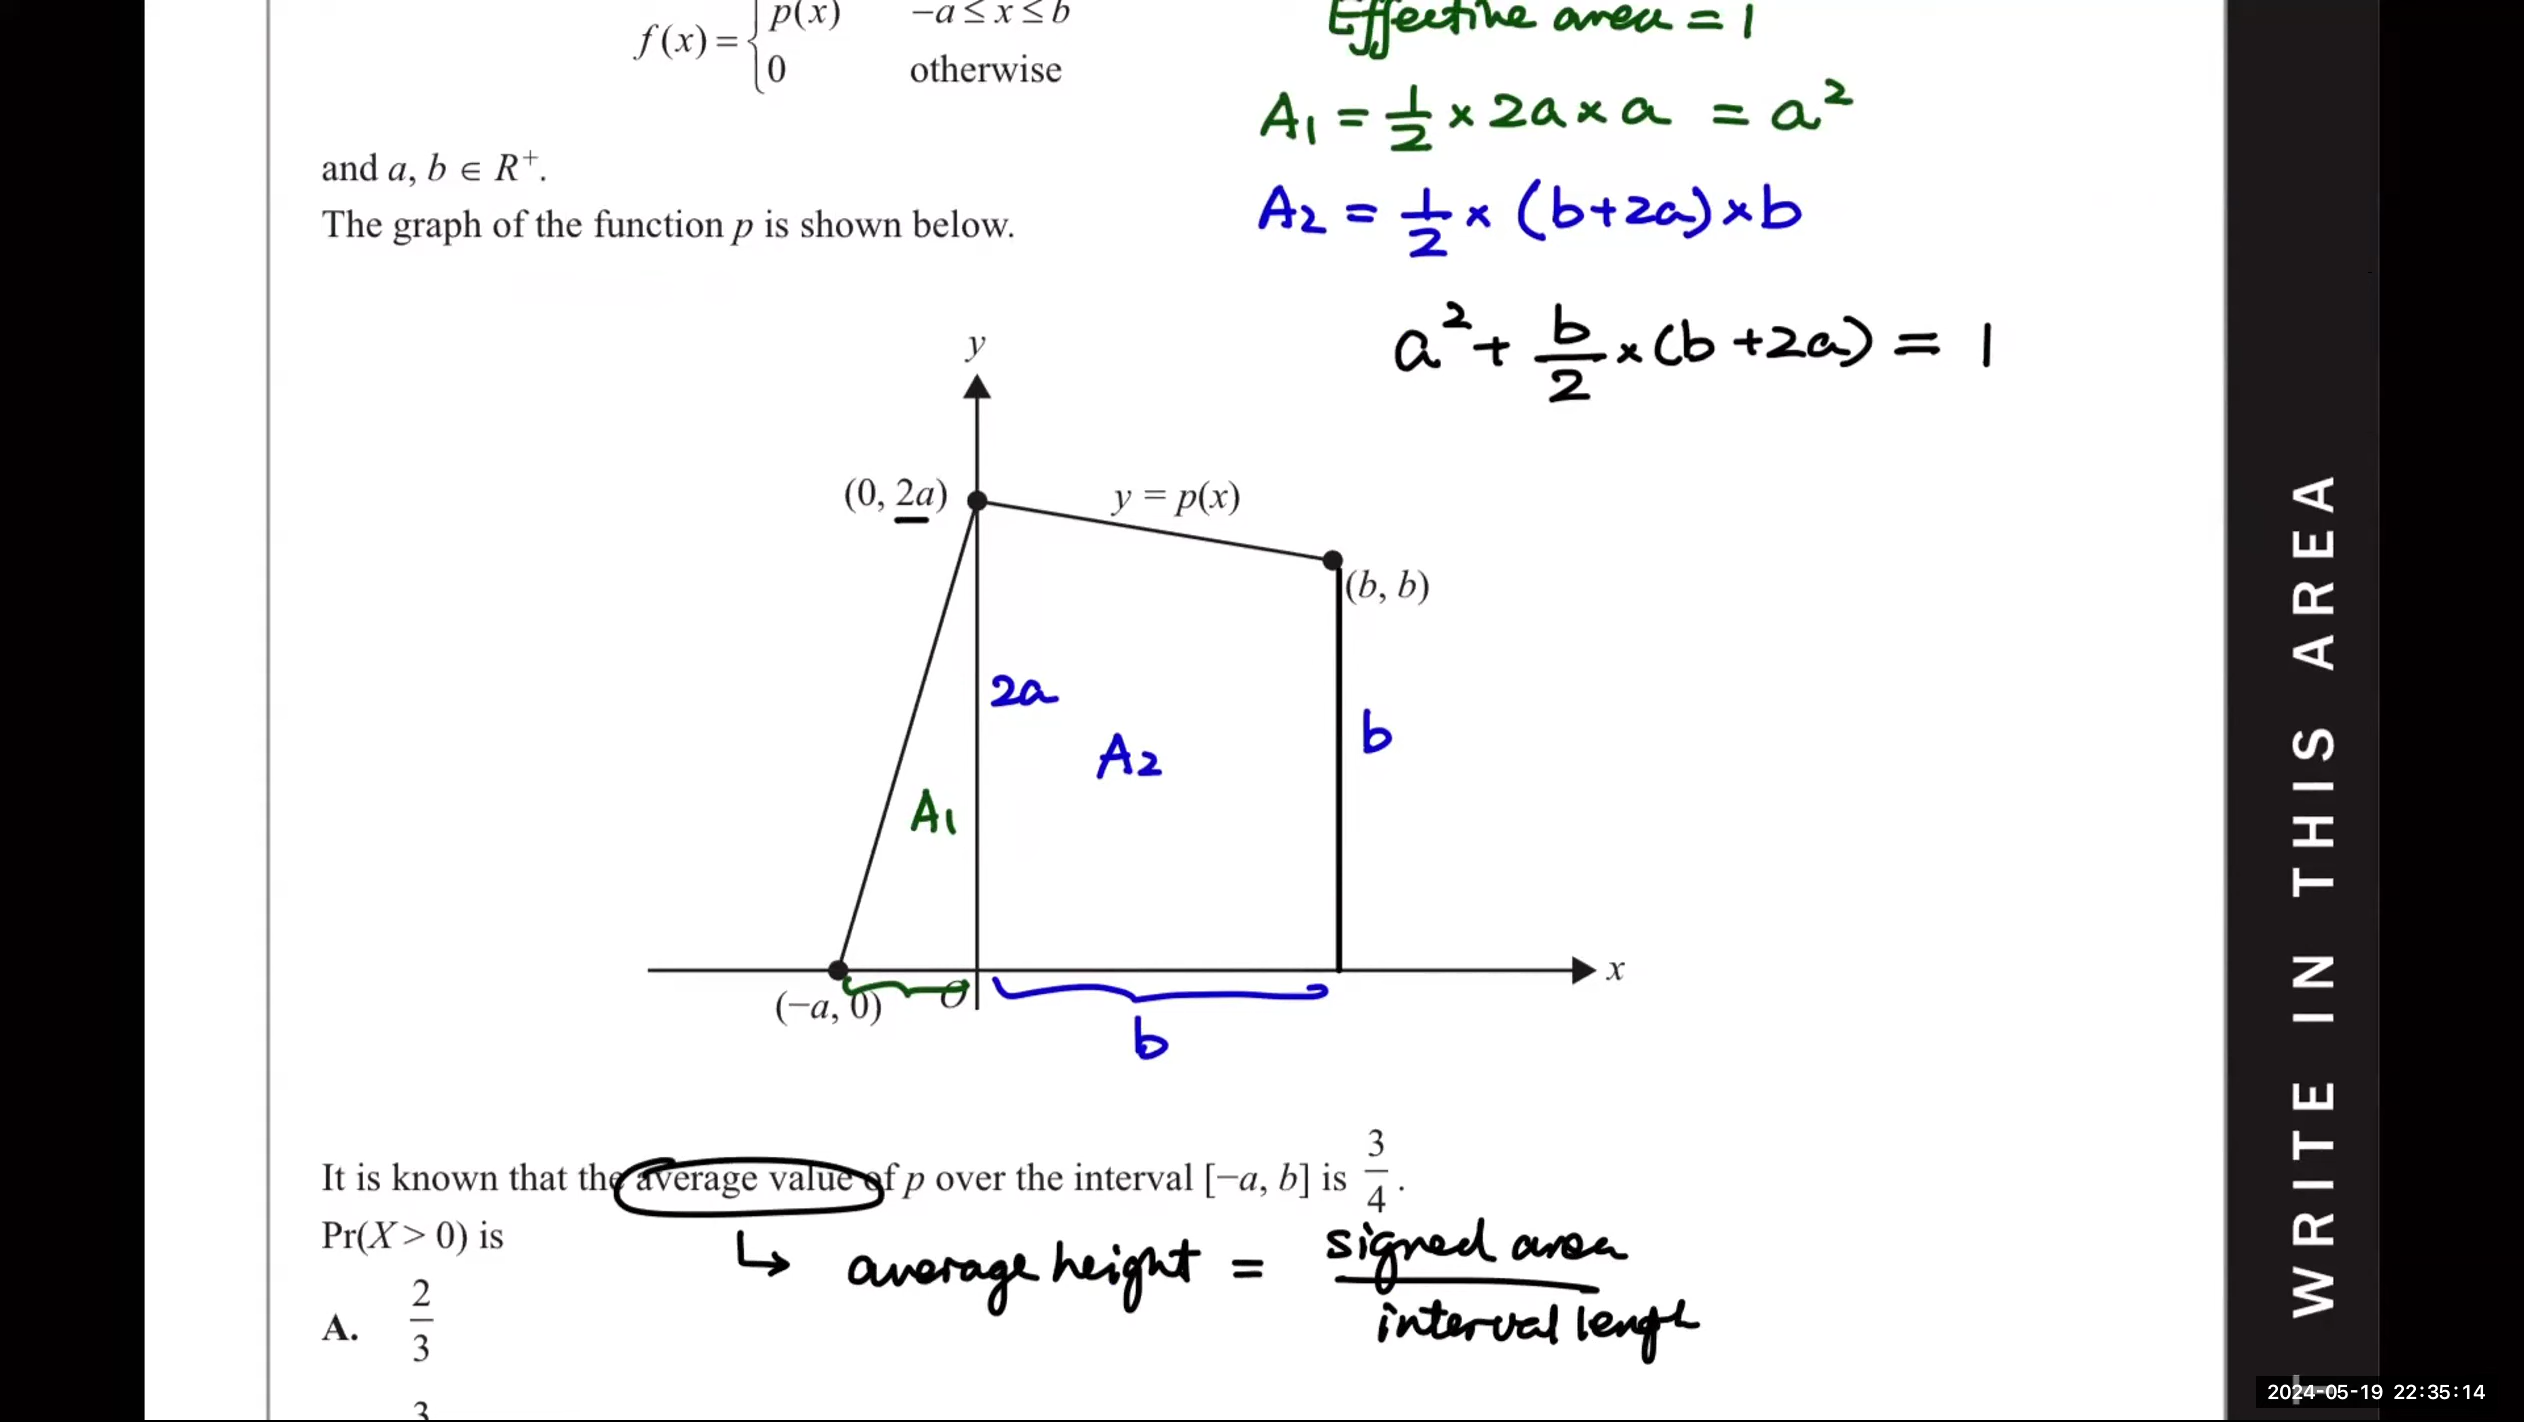 f(x) = { p(x) −a ≤ x ≤ b
0 otherwise
Effective area = 1
A₁ = 1/2 × 2a × a = a²
and a, b ∈ R⁺.
A₂ = 1/2 × (b+2a) × b
The graph of the function p is shown below.
a² + b/2 × (b+2a) = 1
y
(0, 2a)
y = p(x)
(b, b)
2a
b
A₂
A₁
x
(−a, 0)
O
b
WRITE IN THIS AREA
It is known that the average value of p over the interval [−a, b] is 3/4.
Pr(X > 0) is
↳ average height = signed area / interval length
A. 2/3
3
2024-05-19 22:35:14